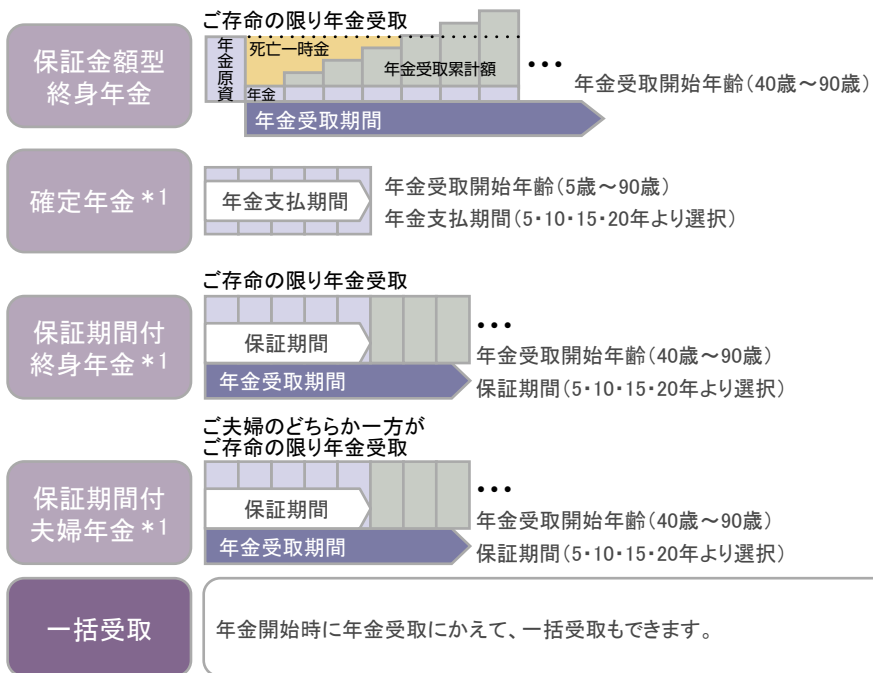 ご存命の限り年金受取
保証金額型
終身年金
年金原資
死亡一時金
年金受取累計額
年金
•••
年金受取開始年齢(40歳～90歳)
年金受取期間
確定年金*1
年金支払期間
年金受取開始年齢(5歳～90歳)
年金支払期間(5・10・15・20年より選択)
ご存命の限り年金受取
保証期間付
終身年金*1
保証期間
•••
年金受取開始年齢(40歳～90歳)
年金受取期間
保証期間(5・10・15・20年より選択)
ご夫婦のどちらか一方が
ご存命の限り年金受取
保証期間付
夫婦年金*1
保証期間
•••
年金受取開始年齢(40歳～90歳)
年金受取期間
保証期間(5・10・15・20年より選択)
一括受取
年金開始時に年金受取にかえて、一括受取もできます。